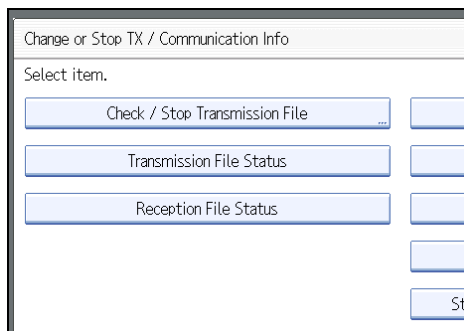 Change or Stop TX / Communication Info
Select item.
Check / Stop Transmission File
Transmission File Status
Reception File Status